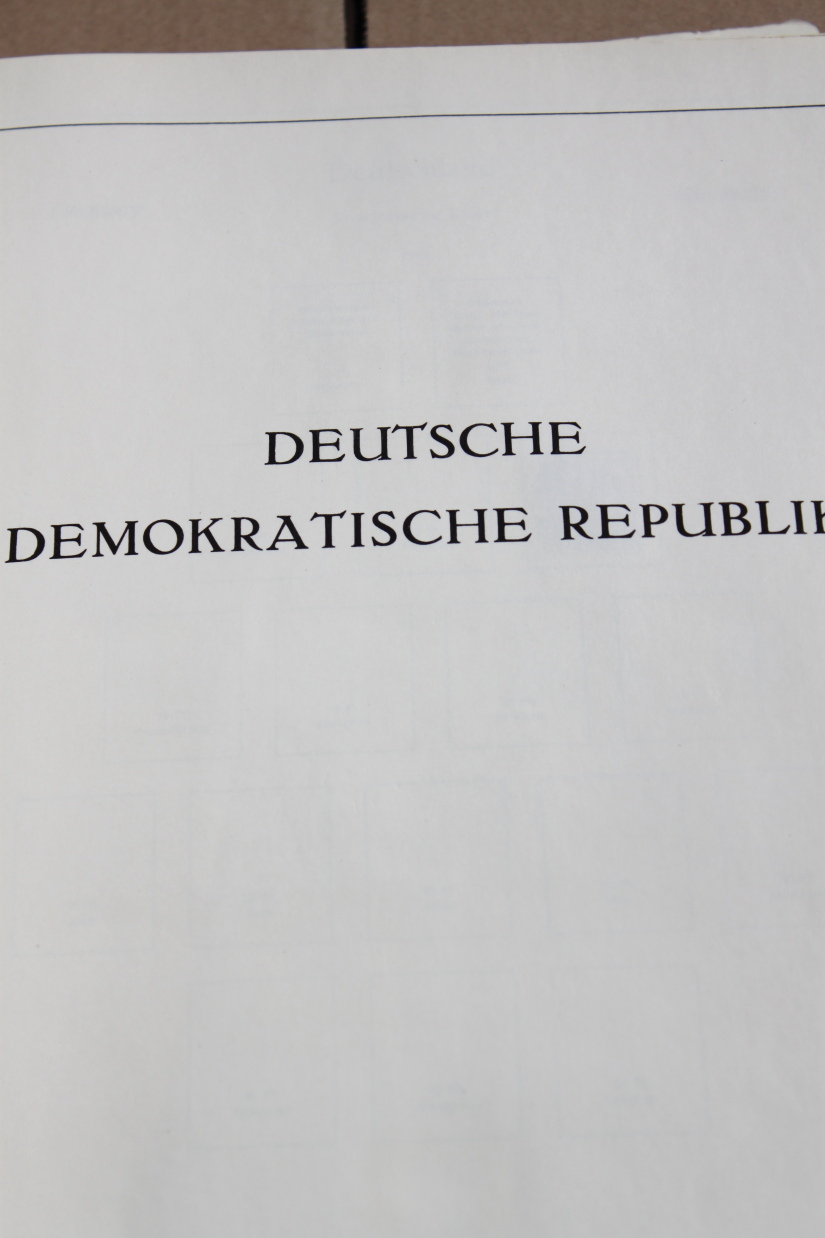 DEUTSCHE
DEMOKRATISCHE REPUBLIK